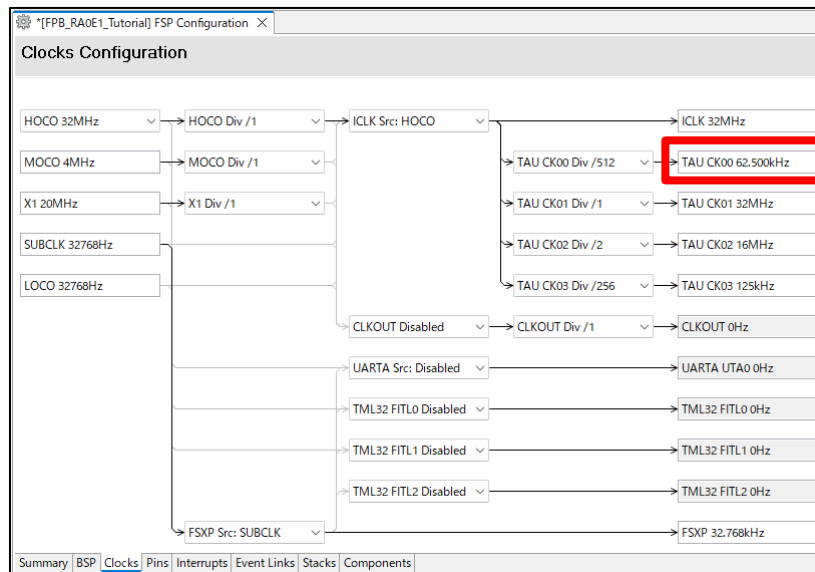 *[FPB_RA0E1_Tutorial] FSP Configuration
Clocks Configuration
HOCO 32MHz HOCO Div /1 ICLK Src: HOCO ICLK 32MHz
MOCO 4MHz MOCO Div /1 TAU CK00 Div /512 TAU CK00 62.500kHz
X1 20MHz X1 Div /1 TAU CK01 Div /1 TAU CK01 32MHz
SUBCLK 32768Hz TAU CK02 Div /2 TAU CK02 16MHz
LOCO 32768Hz TAU CK03 Div /256 TAU CK03 125kHz
CLKOUT Disabled CLKOUT Div /1 CLKOUT 0Hz
UARTA Src: Disabled UARTA UTA0 0Hz
TML32 FITL0 Disabled TML32 FITL0 0Hz
TML32 FITL1 Disabled TML32 FITL1 0Hz
TML32 FITL2 Disabled TML32 FITL2 0Hz
FSXP Src: SUBCLK FSXP 32.768kHz
Summary BSP Clocks Pins Interrupts Event Links Stacks Components